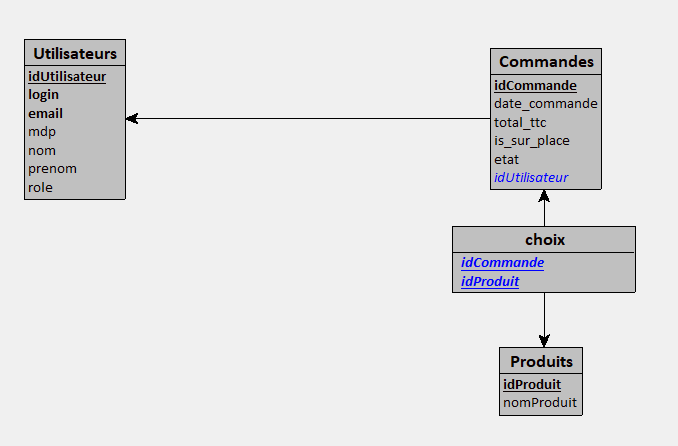 Utilisateurs
idUtilisateur
login
email
mdp
nom
prenom
role
Commandes
idCommande
date_commande
total_ttc
is_sur_place
etat
idUtilisateur
choix
idCommande
idProduit
Produits
idProduit
nomProduit